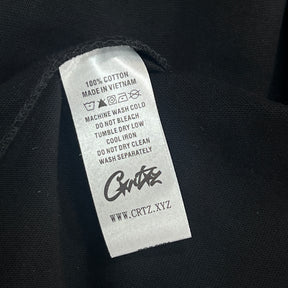 100% COTTON
MADE IN VIETNAM
MACHINE WASH COLD
DO NOT BLEACH
TUMBLE DRY LOW
COOL IRON
DO NOT DRY CLEAN
WASH SEPARATELY
Crtz
WWW.CRTZ.XYZ